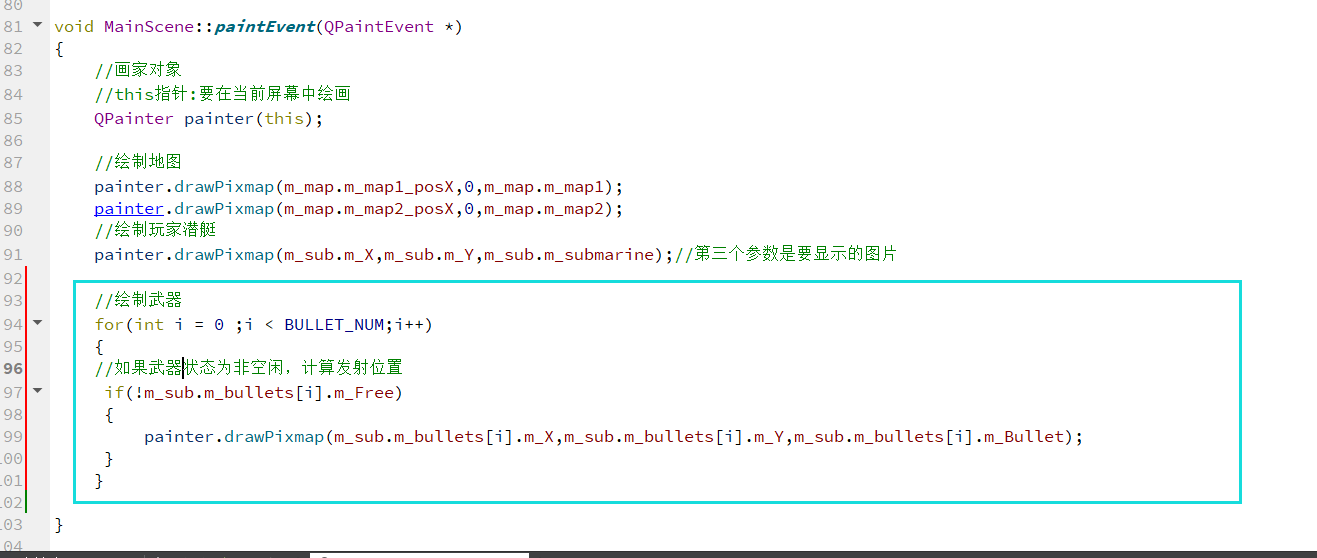 80
81 void MainScene::paintEvent(QPaintEvent *)
82 {
83 //画家对象
84 //this指针:要在当前屏幕中绘画
85 QPainter painter(this);
86
87 //绘制地图
88 painter.drawPixmap(m_map.m_map1_posX,0,m_map.m_map1);
89 painter.drawPixmap(m_map.m_map2_posX,0,m_map.m_map2);
90 //绘制玩家潜艇
91 painter.drawPixmap(m_sub.m_X,m_sub.m_Y,m_sub.m_submarine);//第三个参数是要显示的图片
92
93 //绘制武器
94 for(int i = 0 ;i < BULLET_NUM;i++)
95 {
96 //如果武器状态为非空闲，计算发射位置
97 if(!m_sub.m_bullets[i].m_Free)
98 {
99 painter.drawPixmap(m_sub.m_bullets[i].m_X,m_sub.m_bullets[i].m_Y,m_sub.m_bullets[i].m_Bullet);
100 }
101 }
102
103 }
04